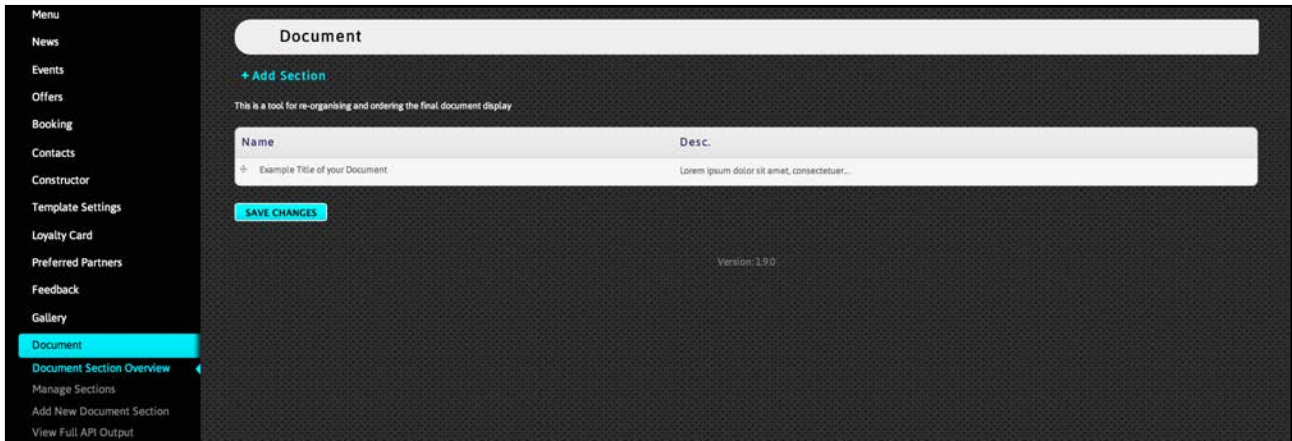 Menu
News
Events
Offers
Booking
Contacts
Constructor
Template Settings
Loyalty Card
Preferred Partners
Feedback
Gallery
Document
Document Section Overview
Manage Sections
Add New Document Section
View Full API Output
Document
+ Add Section
This is a tool for re-organising and ordering the final document display
Name Desc.
Example Title of your Document Lorem ipsum dolor sit amet, consectetuer...
SAVE CHANGES
Version: 1.9.0